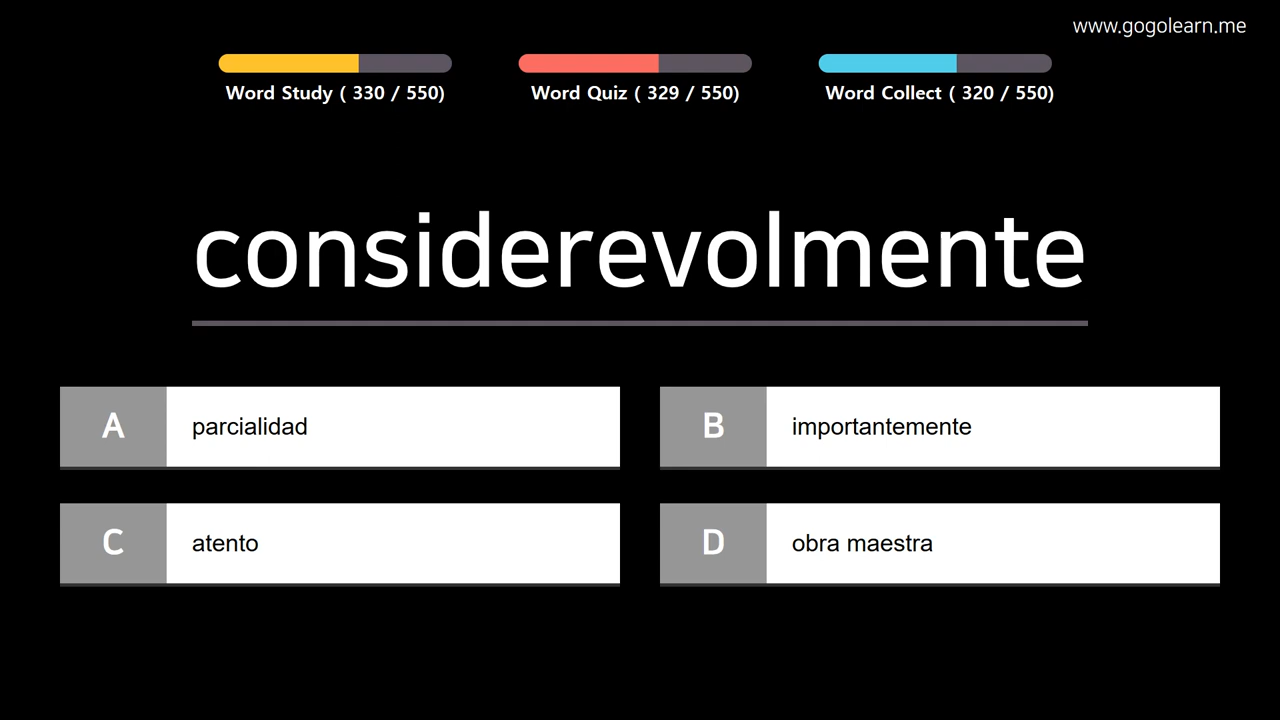 www.gogolearn.me
Word Study ( 330 / 550)
Word Quiz ( 329 / 550)
Word Collect ( 320 / 550)
considerevolmente
A parcialidad
B importantemente
C atento
D obra maestra